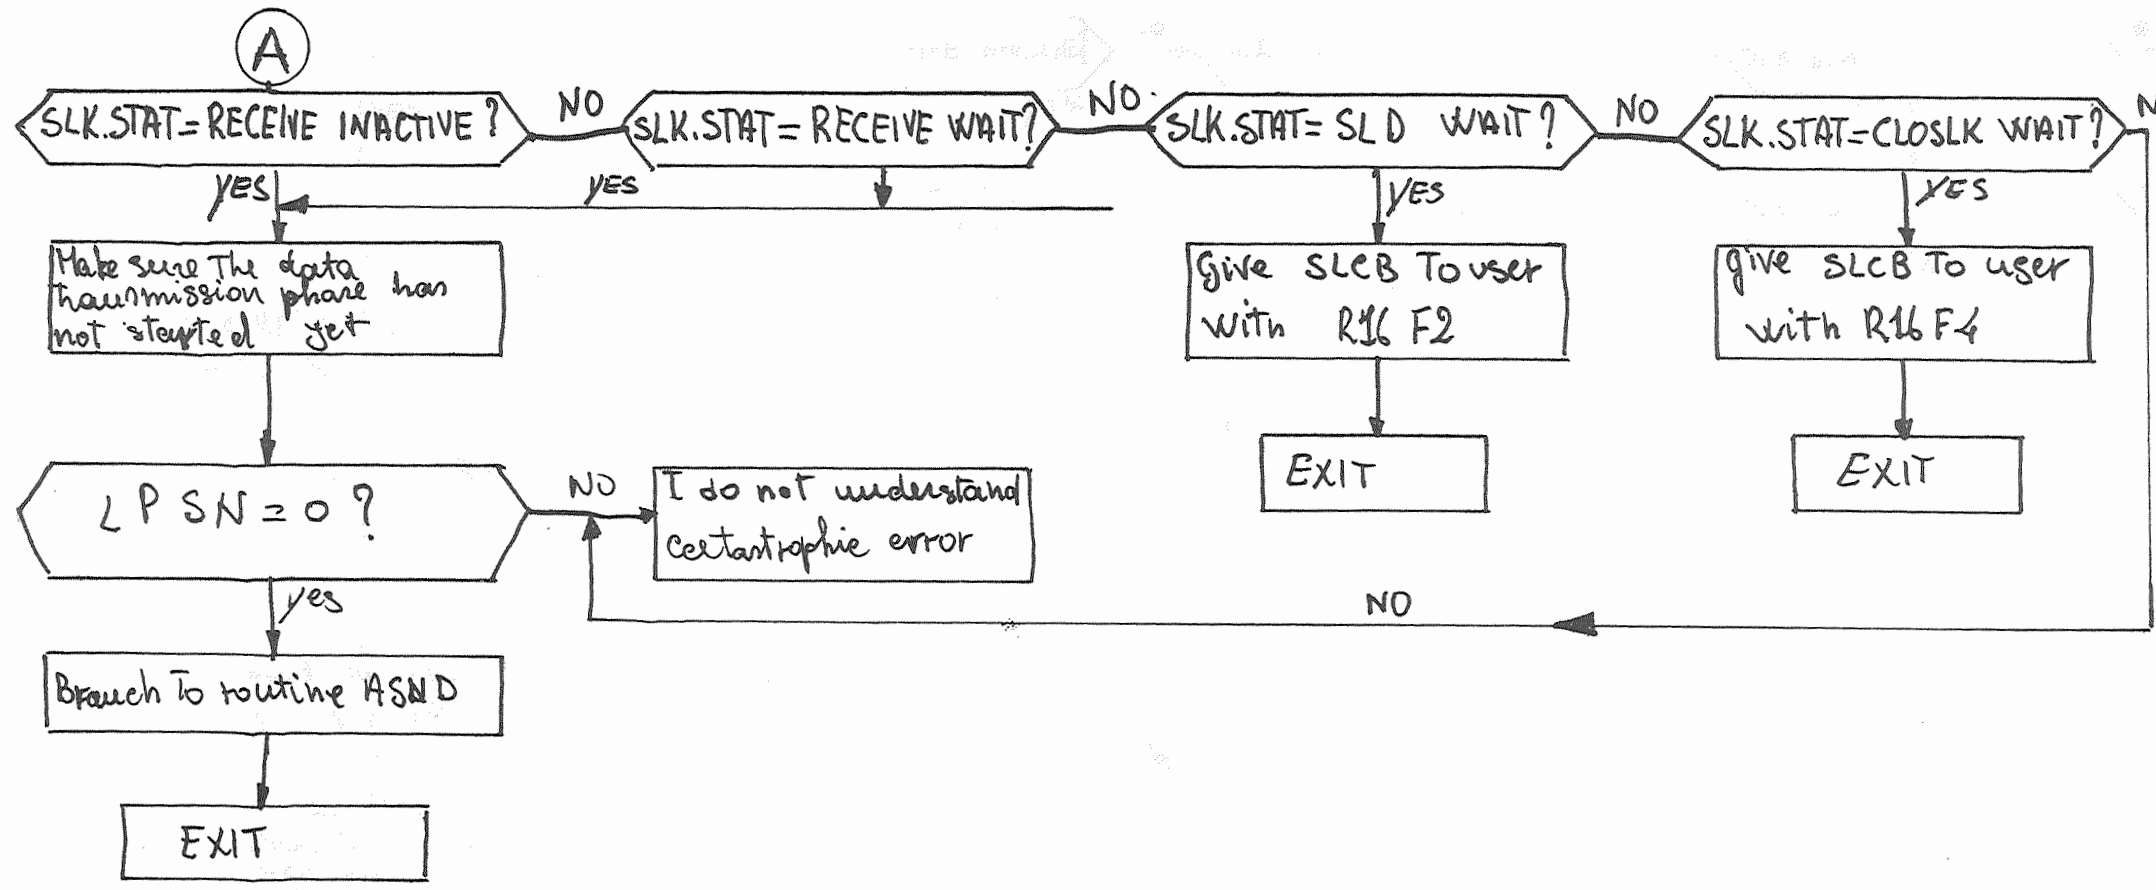 A
SLK.STAT=RECEIVE INACTIVE?
NO
SLK.STAT=RECEIVE WAIT?
NO.
SLK.STAT=SLD WAIT?
NO
SLK.STAT=CLOSLK WAIT?
N
YES
YES
YES
YES
Make sure The data
transmission phase has
not started yet
Give SLCB To user
with R16 F2
give SLCB To user
with R16 F4
EXIT
EXIT
LPSN=0?
NO
I do not understand
catastrophic error
yes
NO
Branch To routine ASND
EXIT